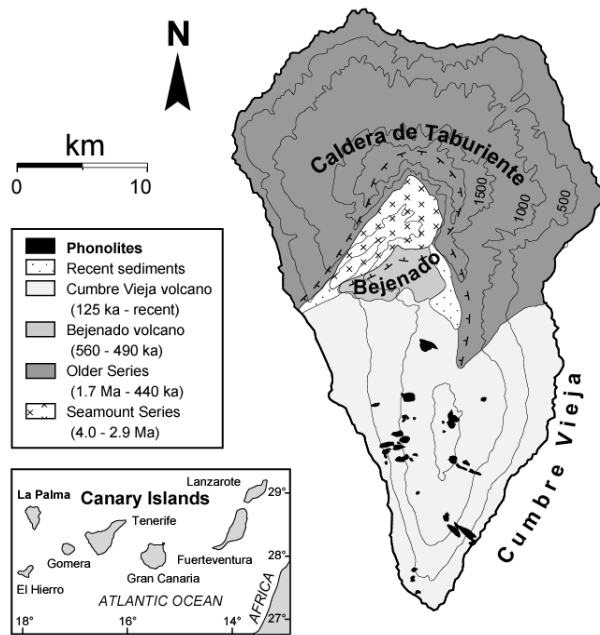 N
km
0 10
Caldera de Taburiente
1500
1000
500
Bejenado
Cumbre Vieja
Phonolites
Recent sediments
Cumbre Vieja volcano
(125 ka - recent)
Bejenado volcano
(560 - 490 ka)
Older Series
(1.7 Ma - 440 ka)
Seamount Series
(4.0 - 2.9 Ma)
Canary Islands
Lanzarote
29°
La Palma
Tenerife
Gomera
Fuerteventura
28°
El Hierro
Gran Canaria
ATLANTIC OCEAN
AFRICA
27°
18° 16° 14°